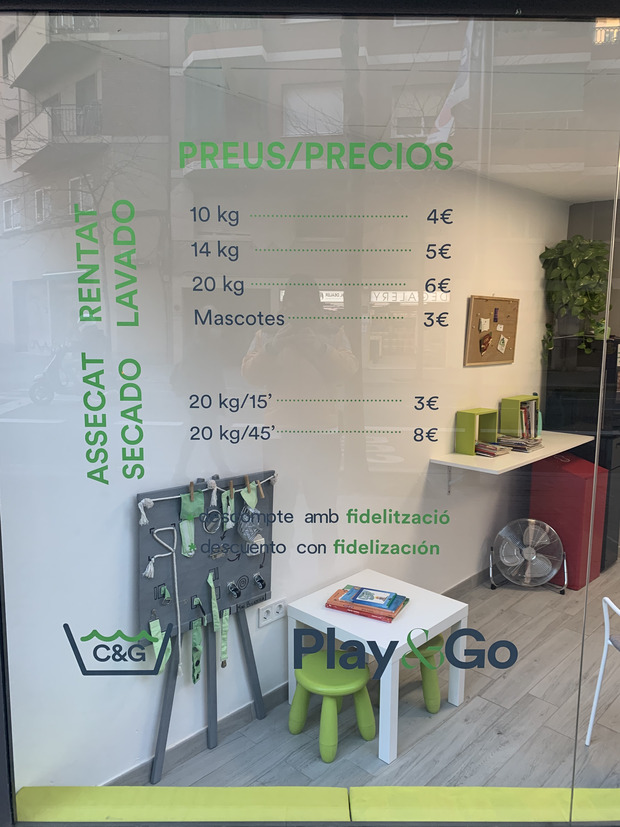 PREUS/PRECIOS
RENTAT
LAVADO
10 kg 4€
14 kg 5€
20 kg 6€
Mascotes 3€
ASSECAT
SECADO
20 kg/15’ 3€
20 kg/45’ 8€
descompte amb fidelització
*descuento con fidelización
C&G
Play&Go